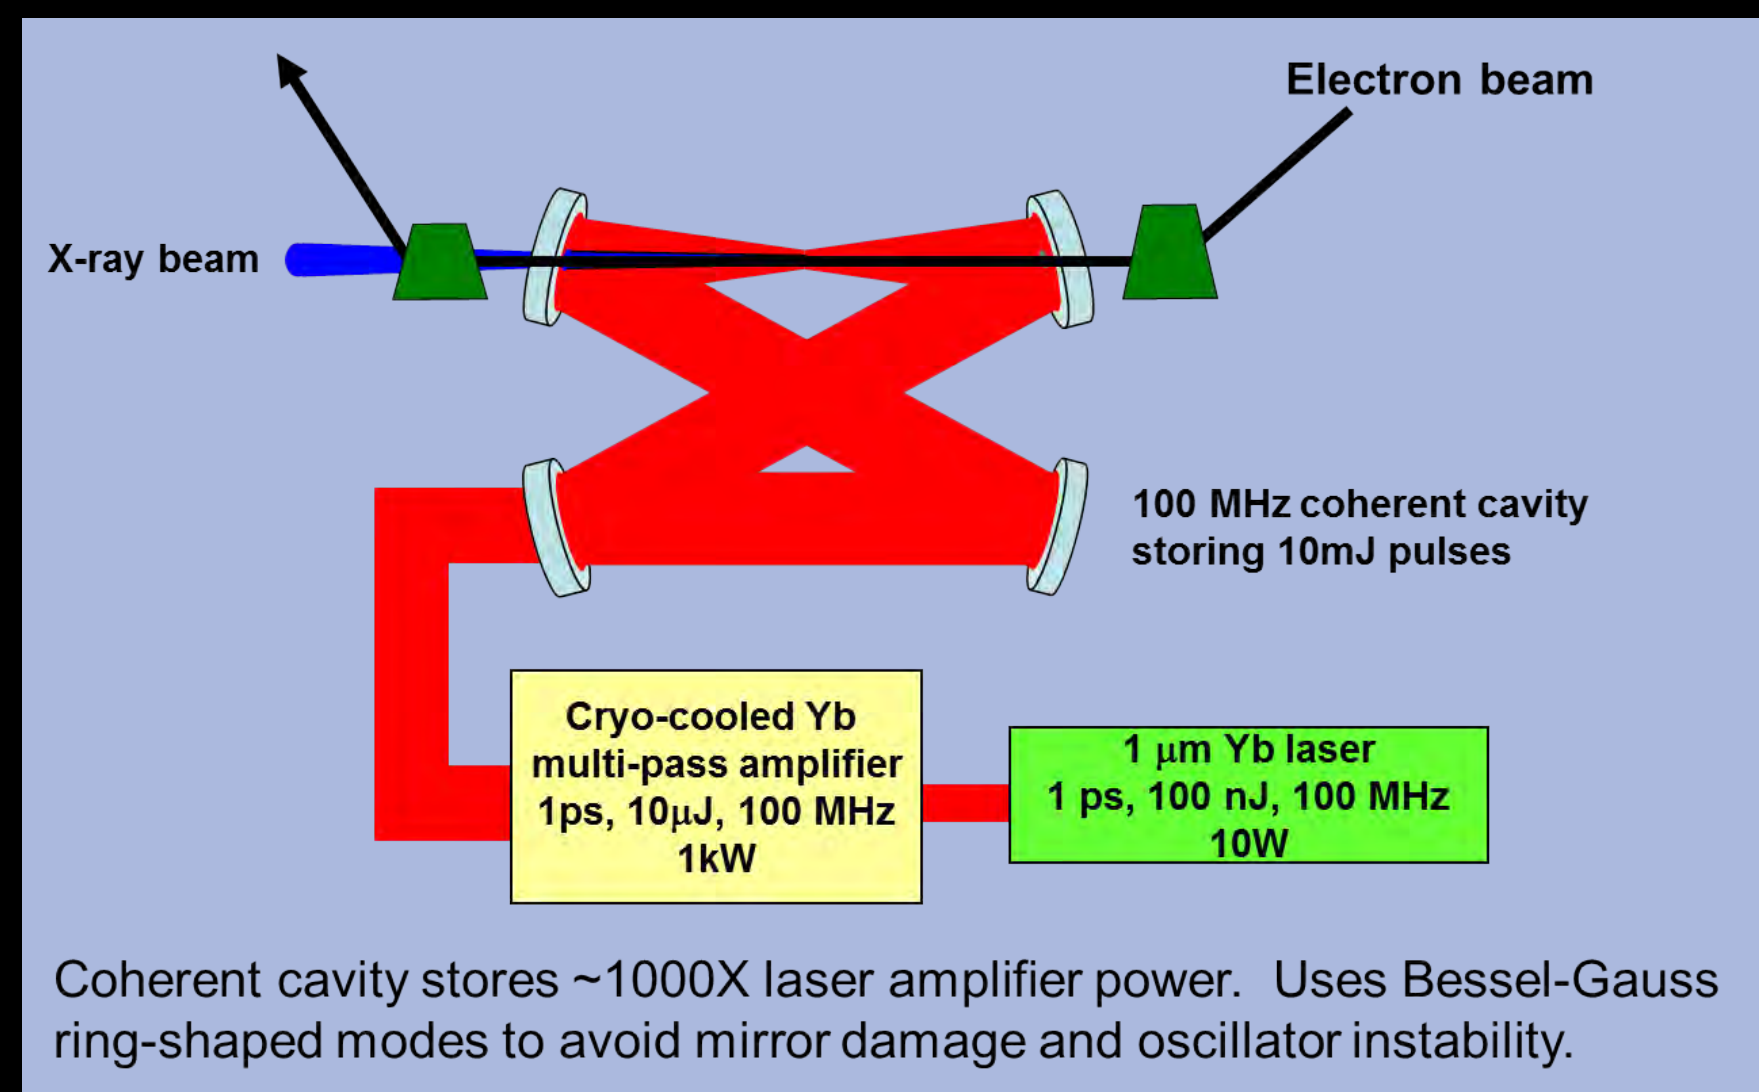 Electron beam
X-ray beam
100 MHz coherent cavity
storing 10mJ pulses
Cryo-cooled Yb
multi-pass amplifier
1ps, 10μJ, 100 MHz
1kW
1 μm Yb laser
1 ps, 100 nJ, 100 MHz
10W
Coherent cavity stores ~1000X laser amplifier power. Uses Bessel-Gauss
ring-shaped modes to avoid mirror damage and oscillator instability.